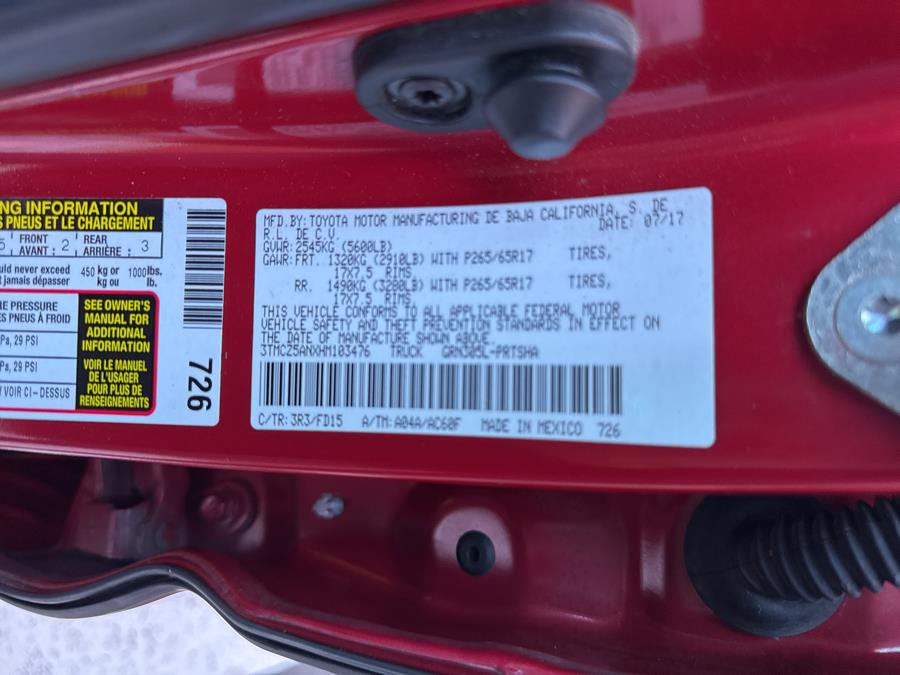 NG INFORMATION
S PNEUS ET LE CHARGEMENT
5 FRONT AVANT : 2 REAR ARRIÈRE : 3
ould never exceed 450 kg or 1000 lbs.
t jamais dépasser 450 kg ou 1000 lb.
RE PRESSURE
ES PNEUS À FROID
Pa, 29 PSI
Pa, 29 PSI
VOIR CI-DESSUS
SEE OWNER'S
MANUAL FOR
ADDITIONAL
INFORMATION
VOIR LE MANUEL
DE L'USAGER
POUR PLUS DE
RENSEIGNEMENTS
726
MFD.BY: TOYOTA MOTOR MANUFACTURING DE BAJA CALIFORNIA, S. DE
R.L. DE C.V. DATE: 07/17
GVWR:2545KG (5600LB)
GAWR:FRT. 1320KG (2910LB) WITH P265/65R17 TIRES,
17X7.5 RIMS
RR. 1490KG (3280LB) WITH P265/65R17 TIRES,
17X7.5 RIMS
THIS VEHICLE CONFORMS TO ALL APPLICABLE FEDERAL MOTOR
VEHICLE SAFETY AND THEFT PREVENTION STANDARDS IN EFFECT ON
THE DATE OF MANUFACTURE SHOWN ABOVE.
3TMCZ5ANXHM103476 TRUCK GRN305L-PRTSHA
C/TR:3R3/FD15 A/TM:A04A/AC60F MADE IN MEXICO 726